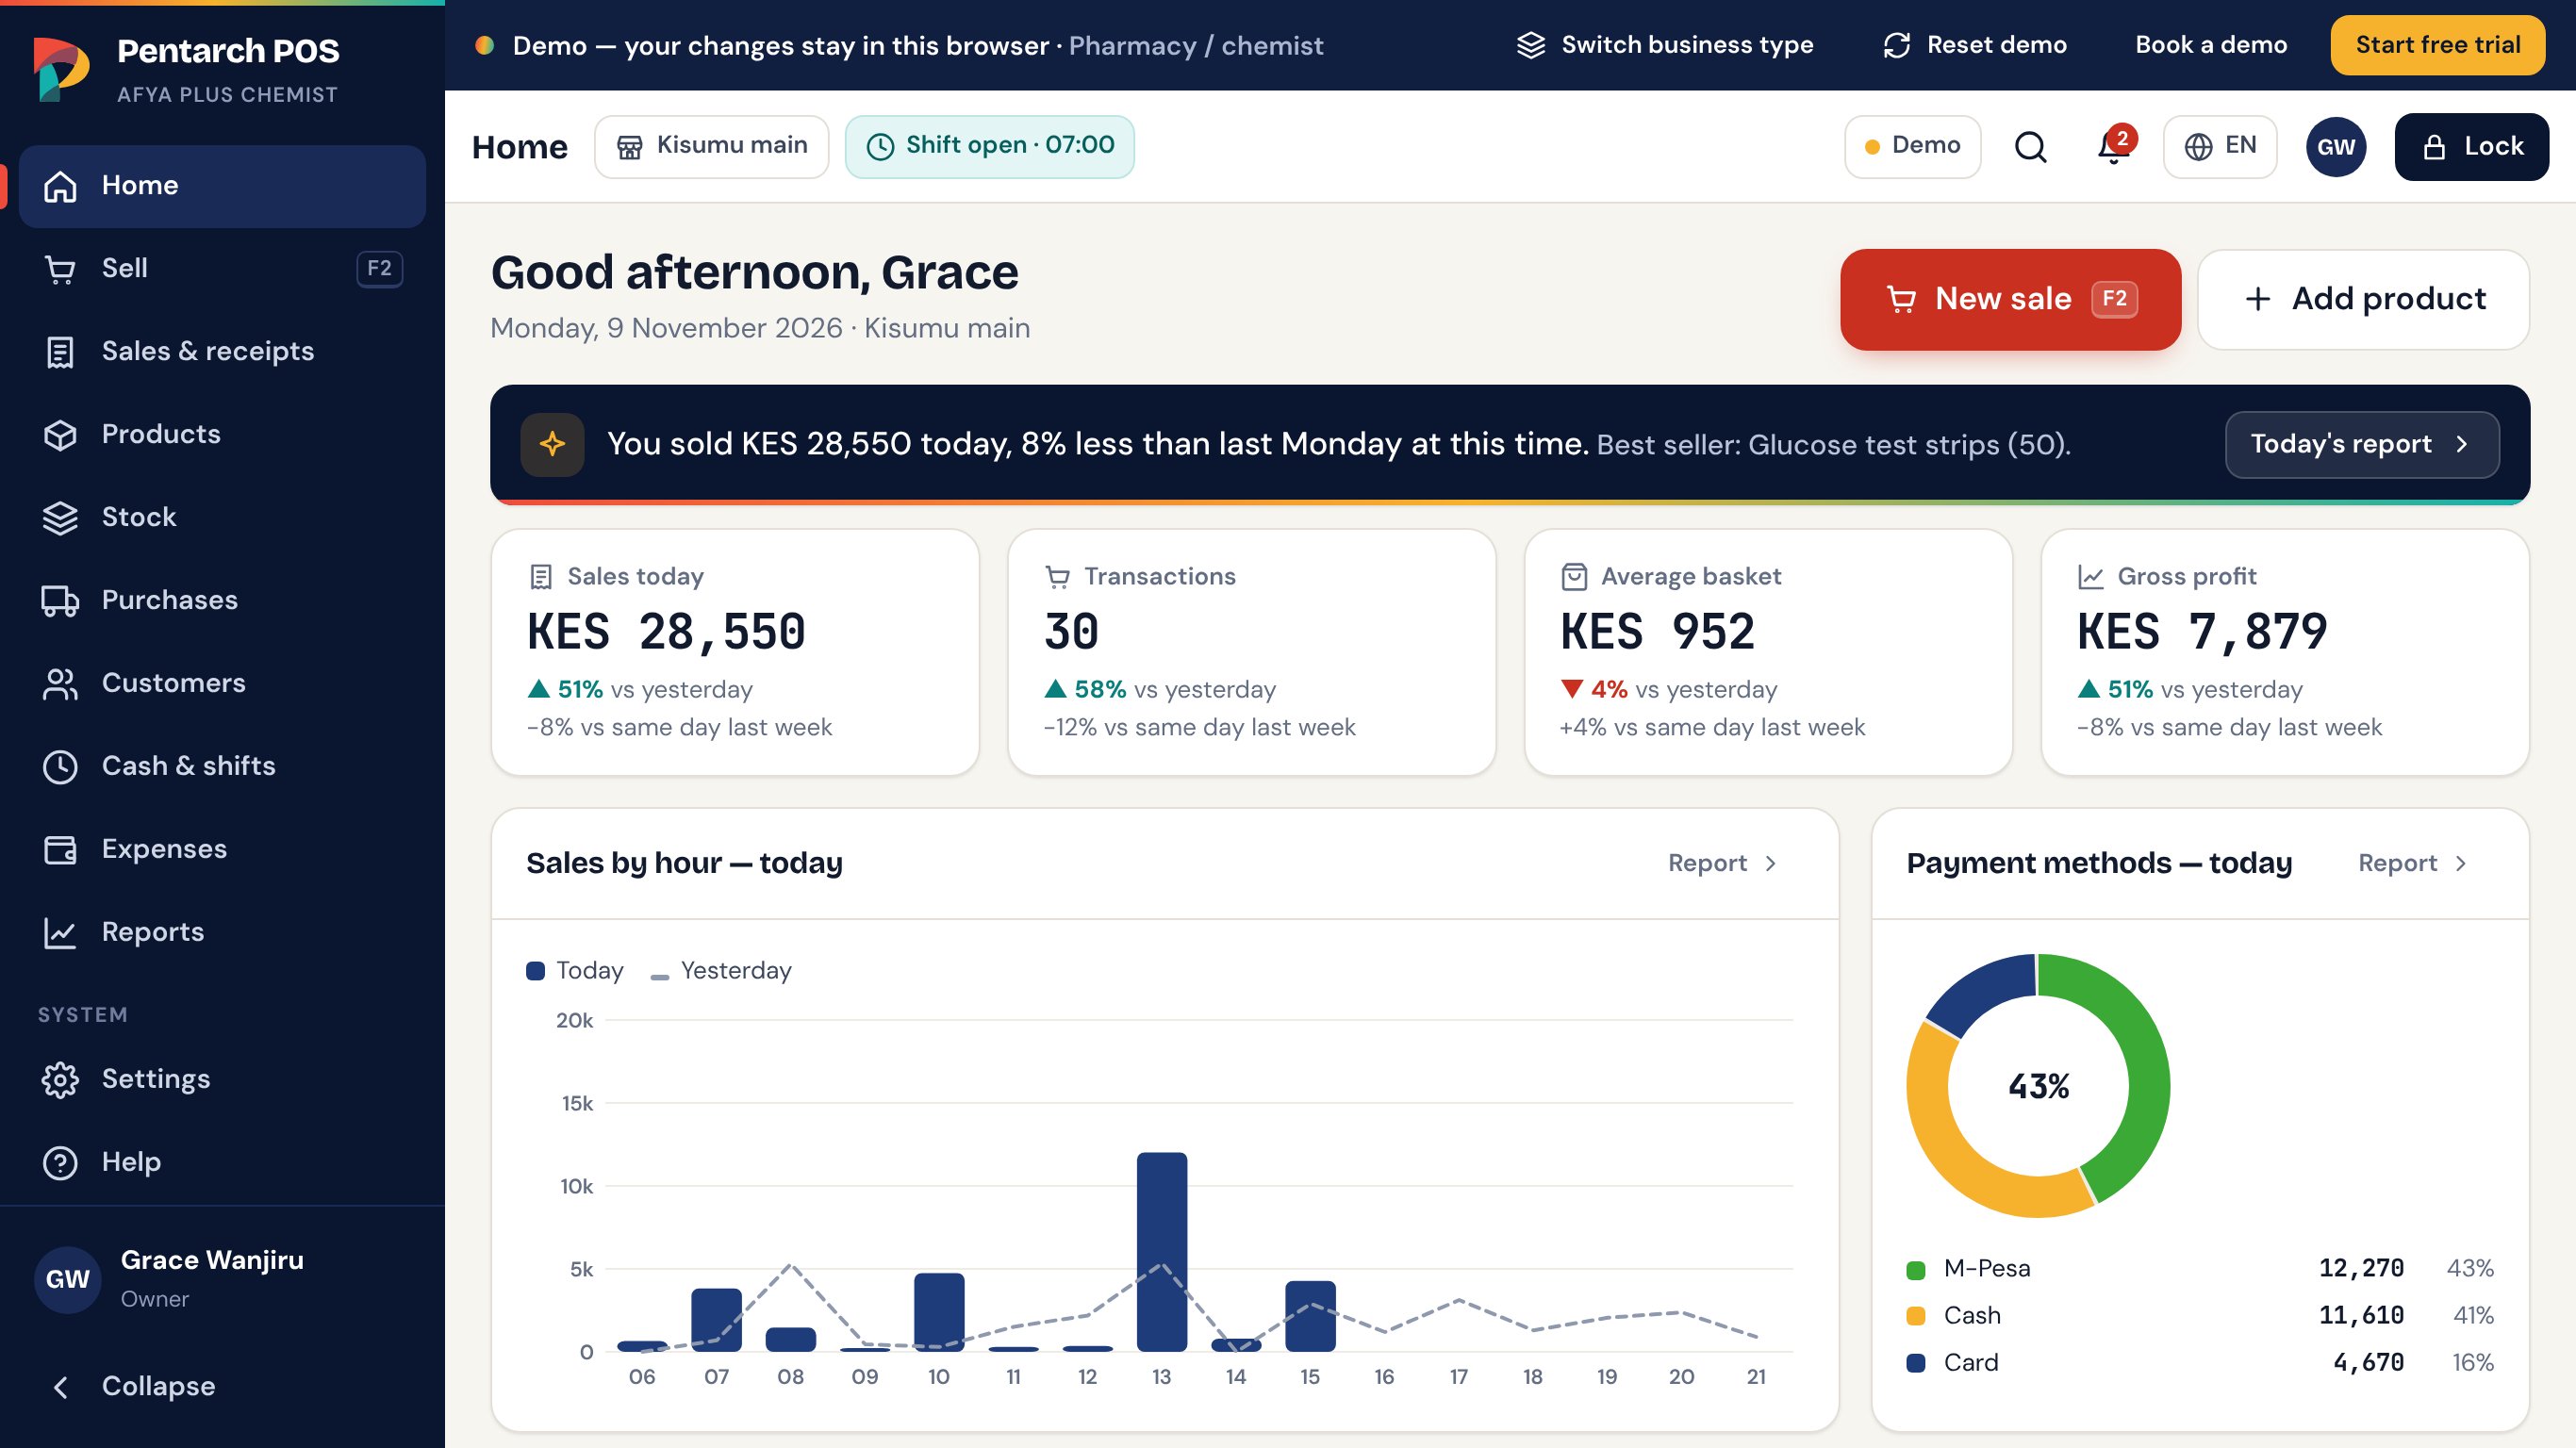 Pentarch POS
AFYA PLUS CHEMIST
Home
Sell F2
Sales & receipts
Products
Stock
Purchases
Customers
Cash & shifts
Expenses
Reports
SYSTEM
Settings
Help
GW Grace Wanjiru
Owner
Collapse
Demo — your changes stay in this browser · Pharmacy / chemist
Switch business type
Reset demo
Book a demo
Start free trial
Home
Kisumu main
Shift open · 07:00
Demo
2
EN
GW
Lock
Good afternoon, Grace
Monday, 9 November 2026 · Kisumu main
New sale F2
Add product
You sold KES 28,550 today, 8% less than last Monday at this time. Best seller: Glucose test strips (50).
Today's report
Sales today
KES 28,550
▲ 51% vs yesterday
-8% vs same day last week
Transactions
30
▲ 58% vs yesterday
-12% vs same day last week
Average basket
KES 952
▼ 4% vs yesterday
+4% vs same day last week
Gross profit
KES 7,879
▲ 51% vs yesterday
-8% vs same day last week
Sales by hour — today
Report
Today
Yesterday
20k
15k
10k
5k
0
06 07 08 09 10 11 12 13 14 15 16 17 18 19 20 21
Payment methods — today
Report
43%
M-Pesa 12,270 43%
Cash 11,610 41%
Card 4,670 16%